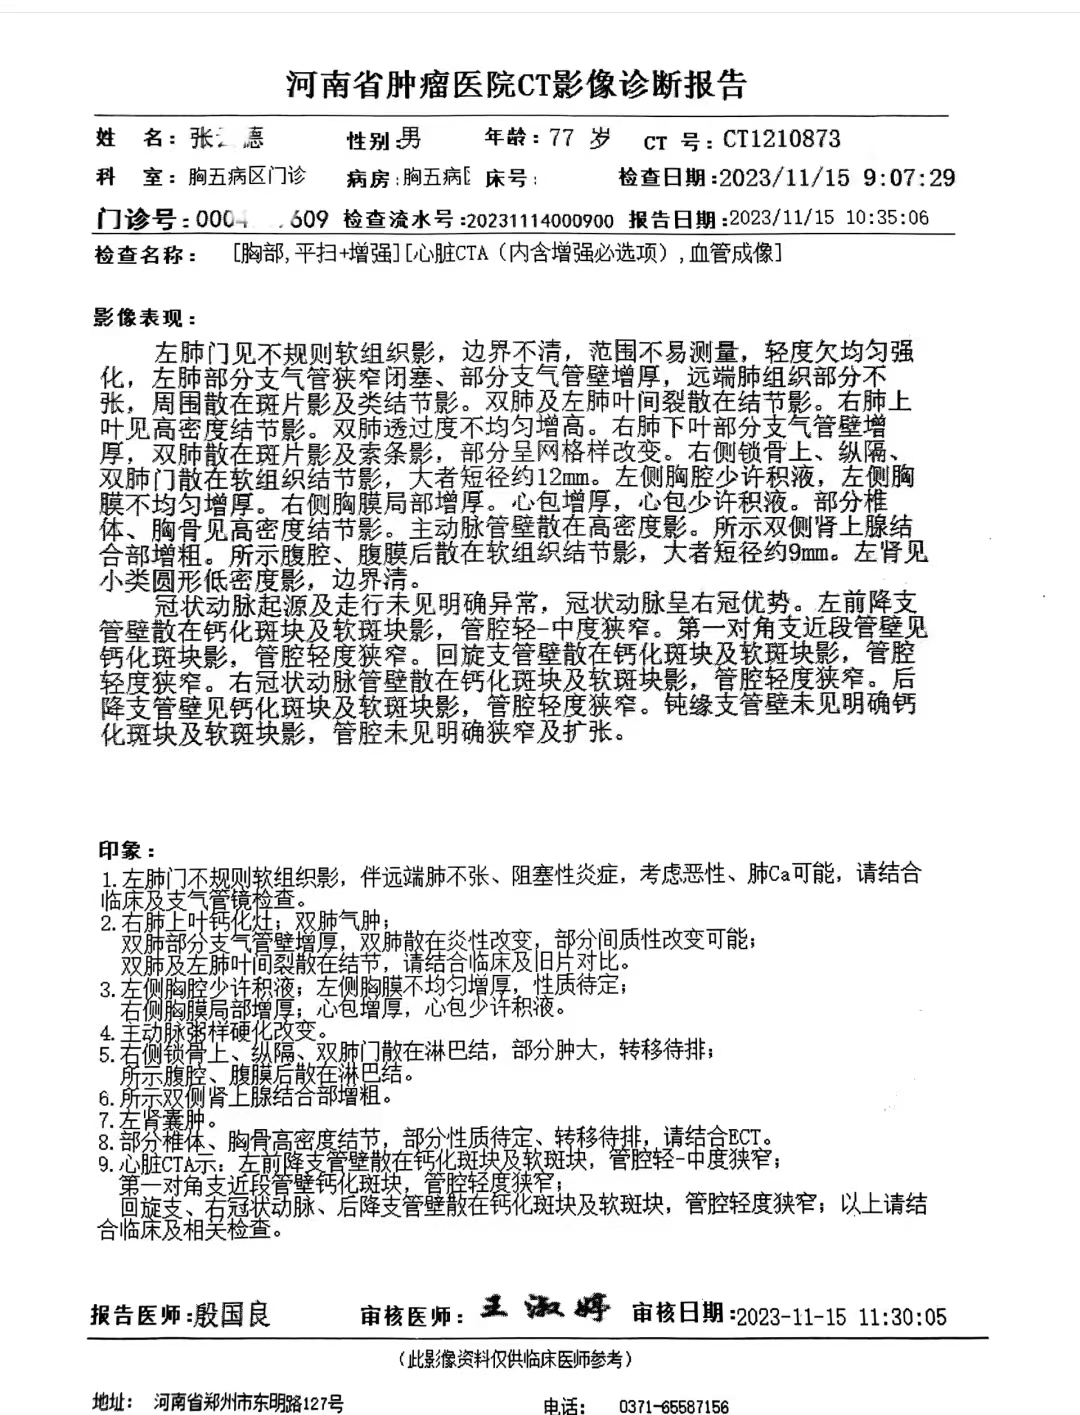 河南省肿瘤医院CT影像诊断报告
姓 名：张 惠 性别：男 年龄：77 岁 CT 号：CT1210873
科 室：胸五病区门诊 病房：胸五病区 床号： 检查日期：2023/11/15 9:07:29
门诊号：0004 609 检查流水号：20231114000900 报告日期：2023/11/15 10:35:06
检查名称： [胸部,平扫+增强][心脏CTA（内含增强必选项）,血管成像]
影像表现：
左肺门见不规则软组织影，边界不清，范围不易测量，轻度欠均匀强
化，左肺部分支气管狭窄闭塞、部分支气管壁增厚，远端肺组织部分不
张，周围散在斑片影及类结节影。双肺及左肺叶间裂散在结节影。右肺上
叶见高密度结节影。双肺透过度不均匀增高。右肺下叶部分支气管壁增
厚，双肺散在斑片影及索条影，部分呈网格样改变。右侧锁骨上、纵隔、
双肺门散在软组织结节影，大者短径约12mm。左侧胸腔少许积液，左侧胸
膜不均匀增厚。右侧胸膜局部增厚。心包增厚，心包少许积液。部分椎
体、胸骨见高密度结节影。主动脉管壁散在高密度影。所示双侧肾上腺结
合部增粗。所示腹腔、腹膜后散在软组织结节影，大者短径约9mm。左肾见
小类圆形低密度影，边界清。
冠状动脉起源及走行未见明确异常，冠状动脉呈右冠优势。左前降支
管壁散在钙化斑块及软斑块影，管腔轻-中度狭窄。第一对角支近段管壁见
钙化斑块影，管腔轻度狭窄。回旋支管壁散在钙化斑块及软斑块影，管腔
轻度狭窄。右冠状动脉管壁散在钙化斑块及软斑块影，管腔轻度狭窄。后
降支管壁见钙化斑块及软斑块影，管腔轻度狭窄。钝缘支管壁未见明确钙
化斑块及软斑块影，管腔未见明确狭窄及扩张。
印象：
1.左肺门不规则软组织影，伴远端肺不张、阻塞性炎症，考虑恶性、肺Ca可能，请结合
临床及支气管镜检查。
2.右肺上叶钙化灶；双肺气肿；
双肺部分支气管壁增厚，双肺散在炎性改变，部分间质性改变可能；
双肺及左肺叶间裂散在结节，请结合临床及旧片对比。
3.左侧胸腔少许积液；左侧胸膜不均匀增厚，性质待定；
右侧胸膜局部增厚；心包增厚，心包少许积液。
4.主动脉粥样硬化改变。
5.右侧锁骨上、纵隔、双肺门散在淋巴结，部分肿大，转移待排；
所示腹腔、腹膜后散在淋巴结。
6.所示双侧肾上腺结合部增粗。
7.左肾囊肿。
8.部分椎体、胸骨高密度结节，部分性质待定、转移待排，请结合ECT。
9.心脏CTA示：左前降支管壁散在钙化斑块及软斑块，管腔轻-中度狭窄；
第一对角支近段管壁钙化斑块，管腔轻度狭窄；
回旋支、右冠状动脉、后降支管壁散在钙化斑块及软斑块，管腔轻度狭窄；以上请结
合临床及相关检查。
报告医师：殷国良 审核医师：王淑婷 审核日期：2023-11-15 11:30:05
（此影像资料仅供临床医师参考）
地址： 河南省郑州市东明路127号 电话： 0371-65587156